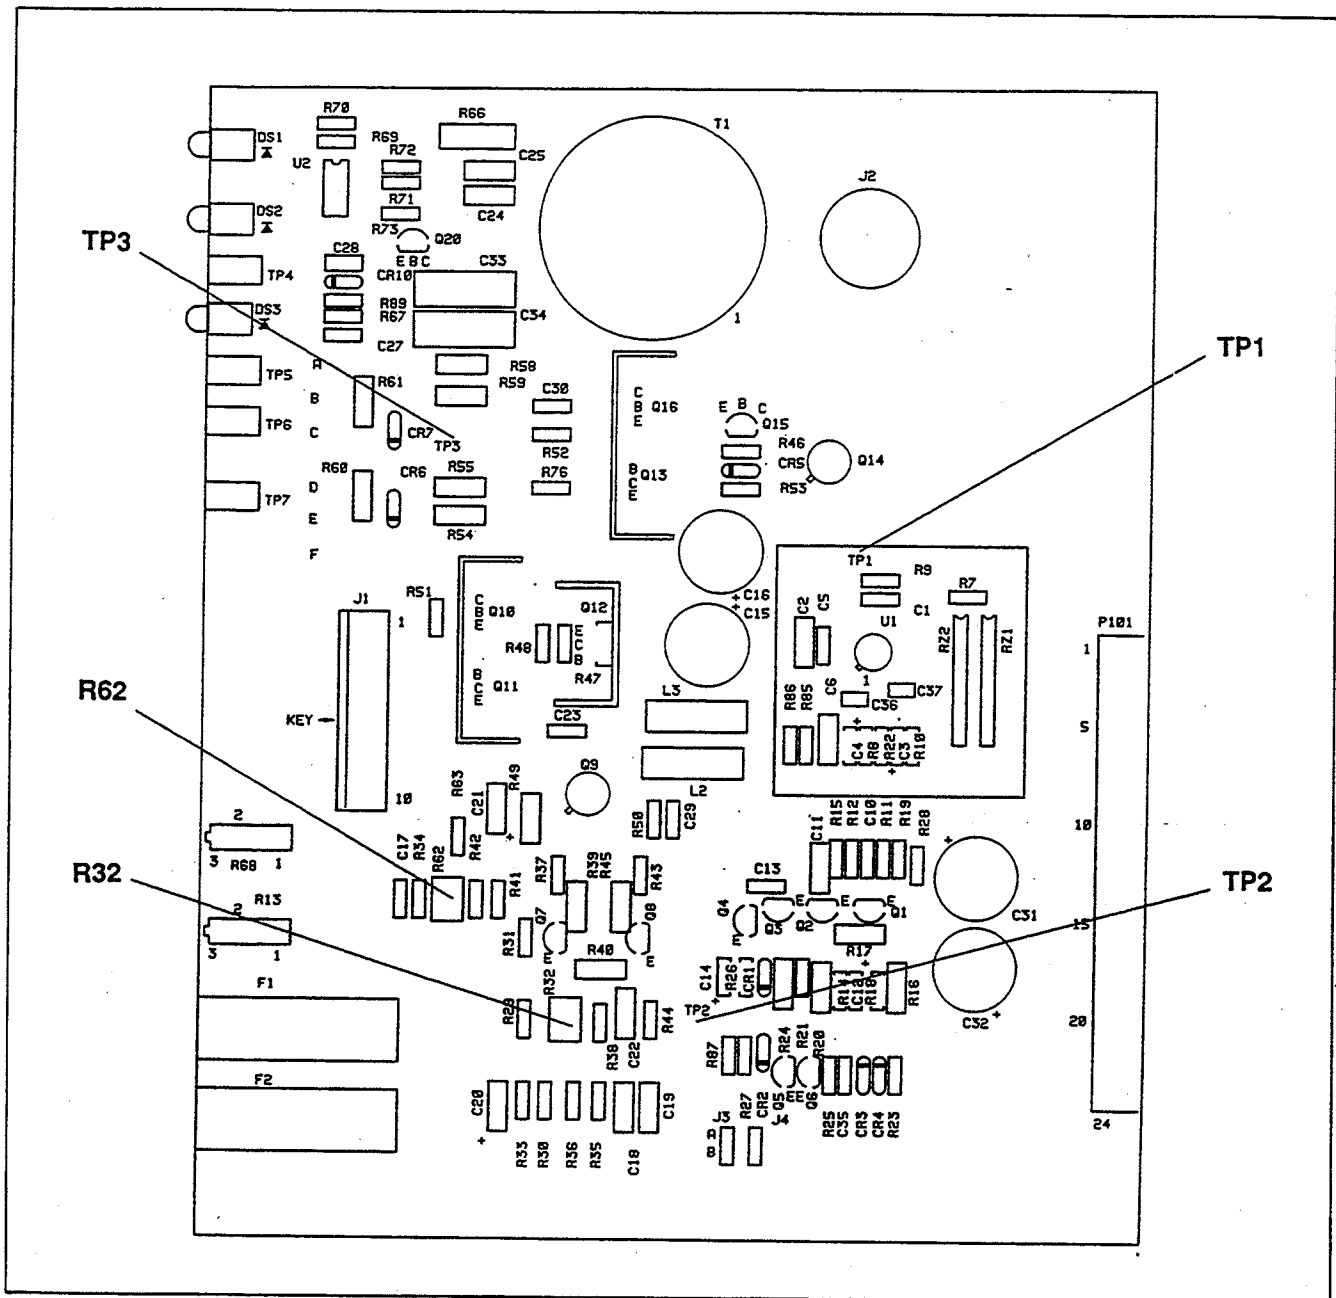 R70
R66
T1
DS1
R69
R72
C25
U2
J2
R71
C24
DS2
R73
Q20
TP3
C28
E B C
C33
TP4
CR10
R89
DS3
R67
C34
1
C27
TP1
A
R58
TP5
R61
R59
C30
B
C
B
E
Q16
E B C
TP6
C
CR7
TP3
Q15
R52
R46
R60
CR6
R55
R76
B
C
E
Q13
CR5
Q14
TP7
D
R53
E
R54
F
TP1
R9
R7
R51
+ C16
+ C15
J1
1
C
B
E
Q10
Q12
C2
C5
C1
U1
RZ2
RZ1
P101
R48
E
C
B
1
1
B
C
E
Q11
R47
R62
L3
R86
R85
C6
C37
C36
KEY
C23
+
C4
R8
R22
C3
R10
5
+
Q9
L2
10
R63
C21
R49
R15
R12
C10
R11
R19
2
R50
C29
C11
R28
10
+
+
3
R68
1
C17
R34
R62
R42
R37
R39
R45
R43
C13
R32
R41
TP2
R13
2
Q7
Q8
Q4
E
E
E
Q3
Q2
Q1
C31
15
3
1
R31
E
R40
E
E
R17
F1
R32
C14
R26
CR1
+
R14
C12
R18
R16
+
R29
R44
TP2
C32
+
20
R38
C22
R87
R24
R21
R20
F2
C20
C19
R27
CR2
Q5
E
E
Q6
J3
J4
R25
C35
CR3
CR4
R23
24
+
R33
R30
R36
R35
C18
B